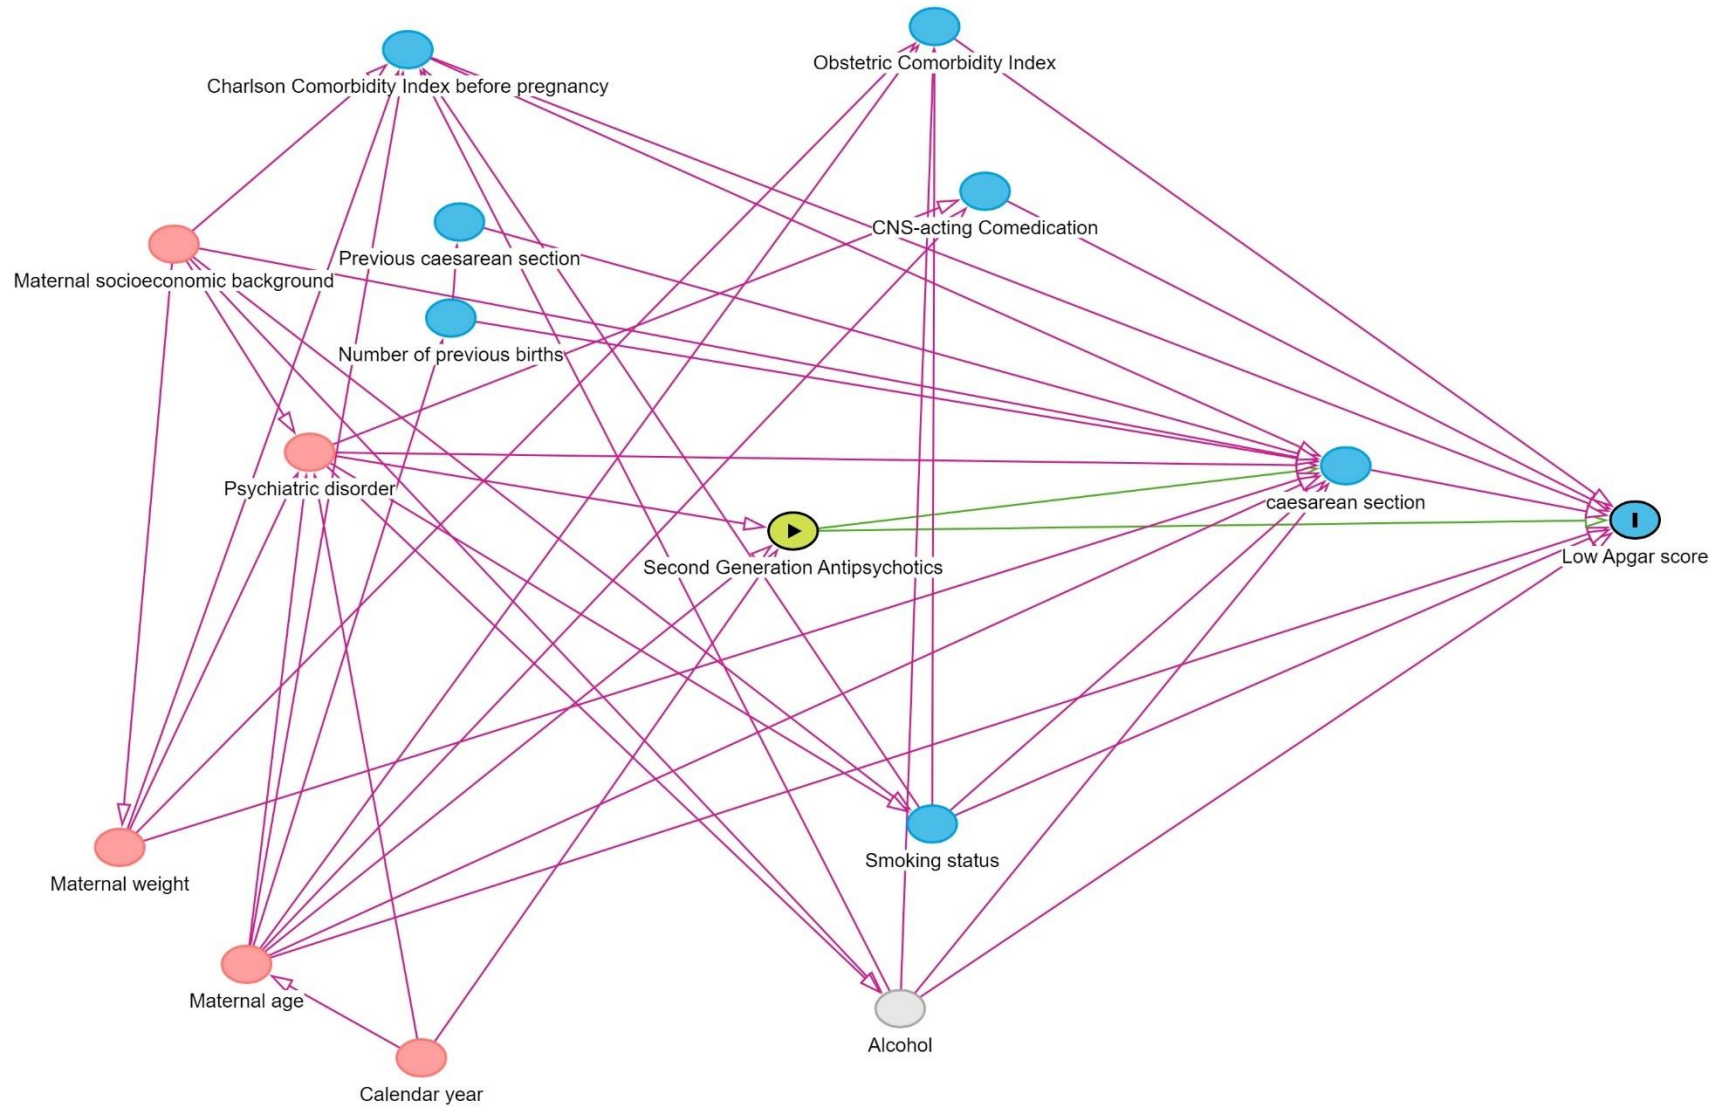 Obstetric Comorbidity Index
Charlson Comorbidity Index before pregnancy
CNS-acting Comedication
Previous caesarean section
Maternal socioeconomic background
Number of previous births
Psychiatric disorder
caesarean section
Low Apgar score
Second Generation Antipsychotics
Smoking status
Maternal weight
Maternal age
Alcohol
Calendar year